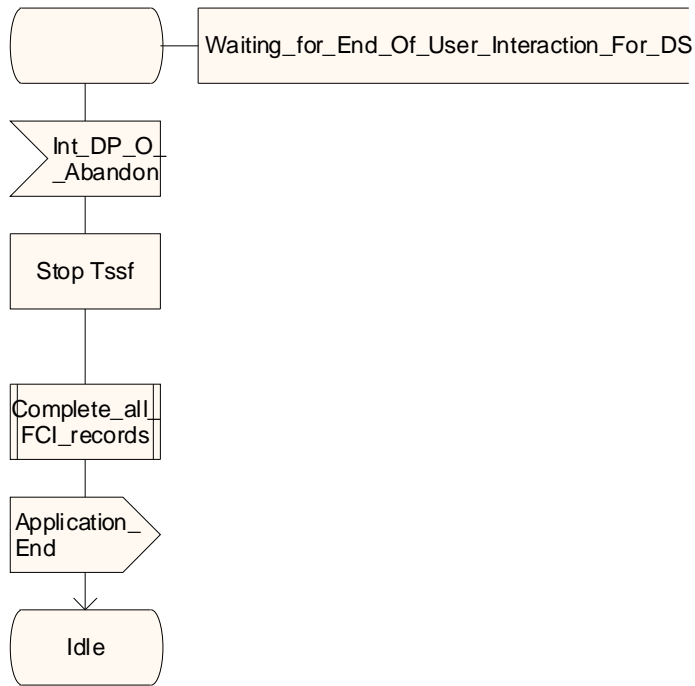 Waiting_for_End_Of_User_Interaction_For_DS
Int_DP_O_
_Abandon
Stop Tssf
Complete_all_
FCI_records
Application_
End
Idle